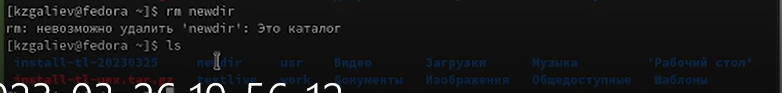 [kzgaliev@fedora ~]$ rm newdir
rm: невозможно удалить 'newdir': Это каталог
[kzgaliev@fedora ~]$ ls
install-tl-20230325 newdir usr Видео Загрузки Музыка 'Рабочий стол'
install-tl-unx.tar.gz texlive work Документы Изображения Общедоступные Шаблоны